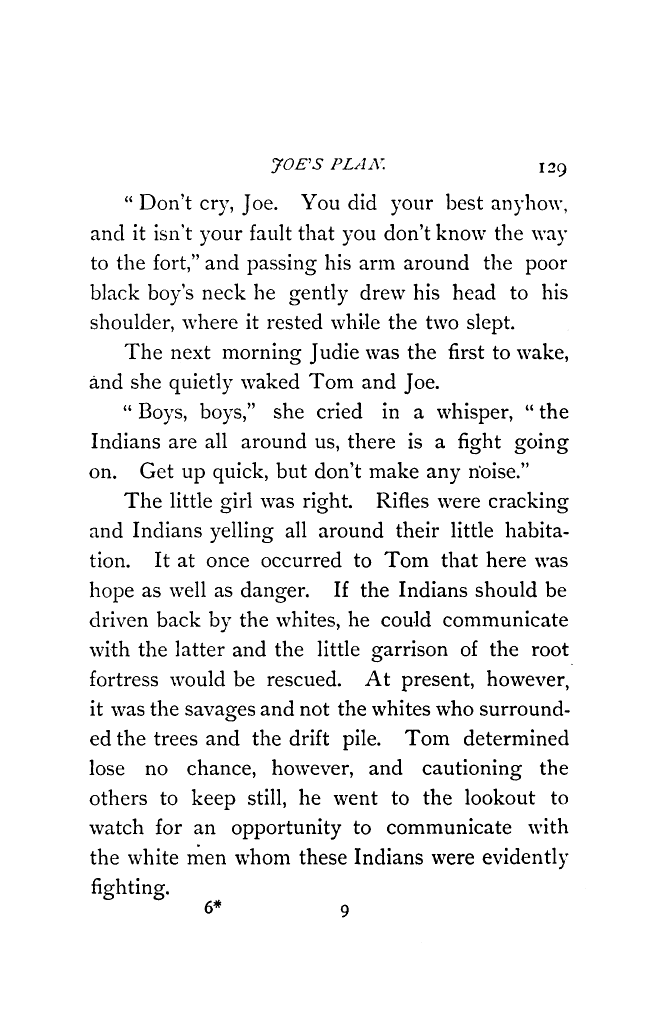 JOE'S PLAN. 129
“ Don't cry, Joe. You did your best anyhow,
and it isn't your fault that you don't know the way
to the fort,” and passing his arm around the poor
black boy's neck he gently drew his head to his
shoulder, where it rested while the two slept.
The next morning Judie was the first to wake,
and she quietly waked Tom and Joe.
“ Boys, boys,” she cried in a whisper, “ the
Indians are all around us, there is a fight going
on. Get up quick, but don't make any noise.”
The little girl was right. Rifles were cracking
and Indians yelling all around their little habita-
tion. It at once occurred to Tom that here was
hope as well as danger. If the Indians should be
driven back by the whites, he could communicate
with the latter and the little garrison of the root
fortress would be rescued. At present, however,
it was the savages and not the whites who surround-
ed the trees and the drift pile. Tom determined
lose no chance, however, and cautioning the
others to keep still, he went to the lookout to
watch for an opportunity to communicate with
the white men whom these Indians were evidently
fighting.
6* 9